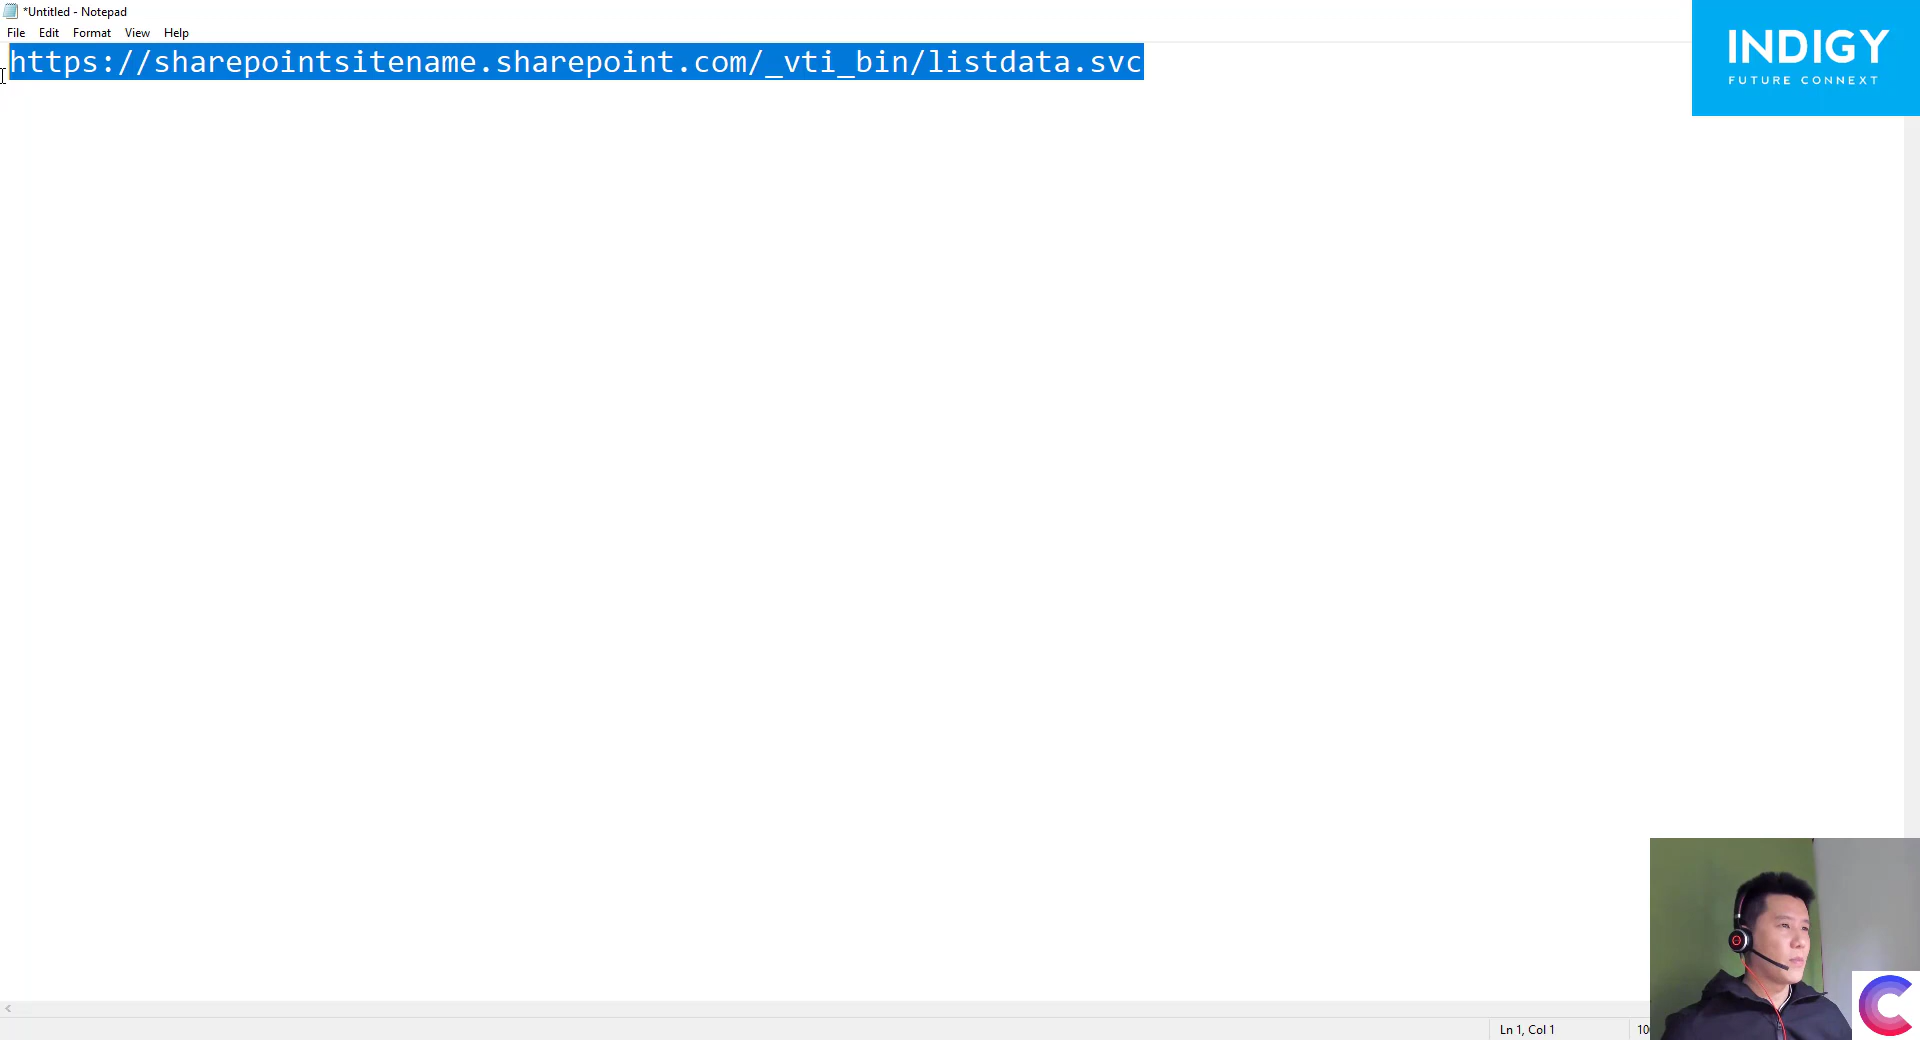 *Untitled - Notepad
File Edit Format View Help
https://sharepointsitename.sharepoint.com/_vti_bin/listdata.svc
INDIGY
FUTURE CONNEXT
Ln 1, Col 1